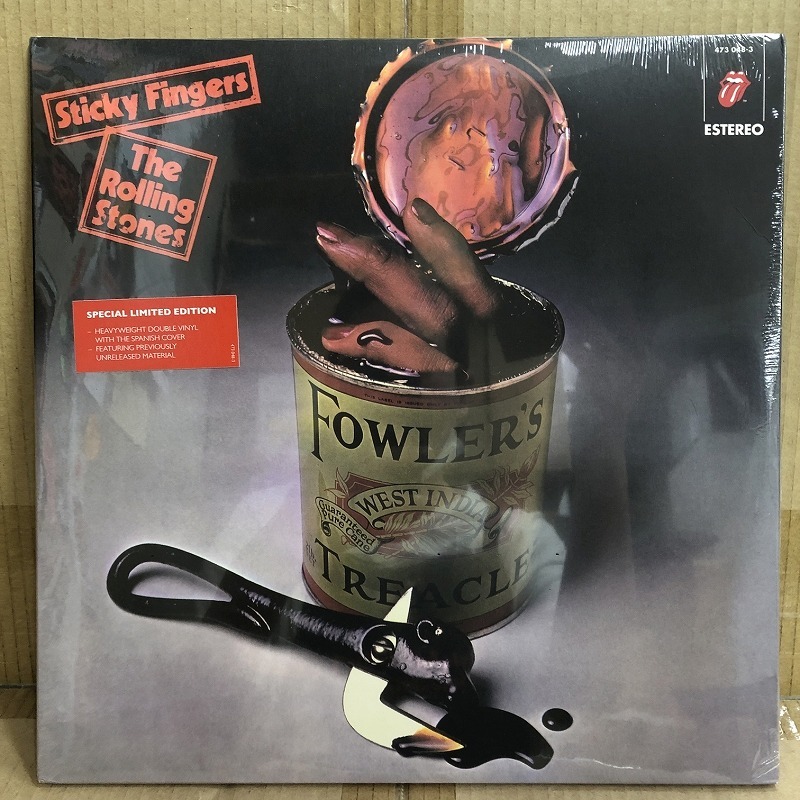 Sticky Fingers
The
Rolling
Stones
473 048-3
ESTEREO
SPECIAL LIMITED EDITION
– HEAVYWEIGHT DOUBLE VINYL
WITH THE SPANISH COVER
FEATURING PREVIOUSLY
UNRELEASED MATERIAL
FOWLER'S
WEST INDIA
Guaranteed
Pure Cane
TREACLE